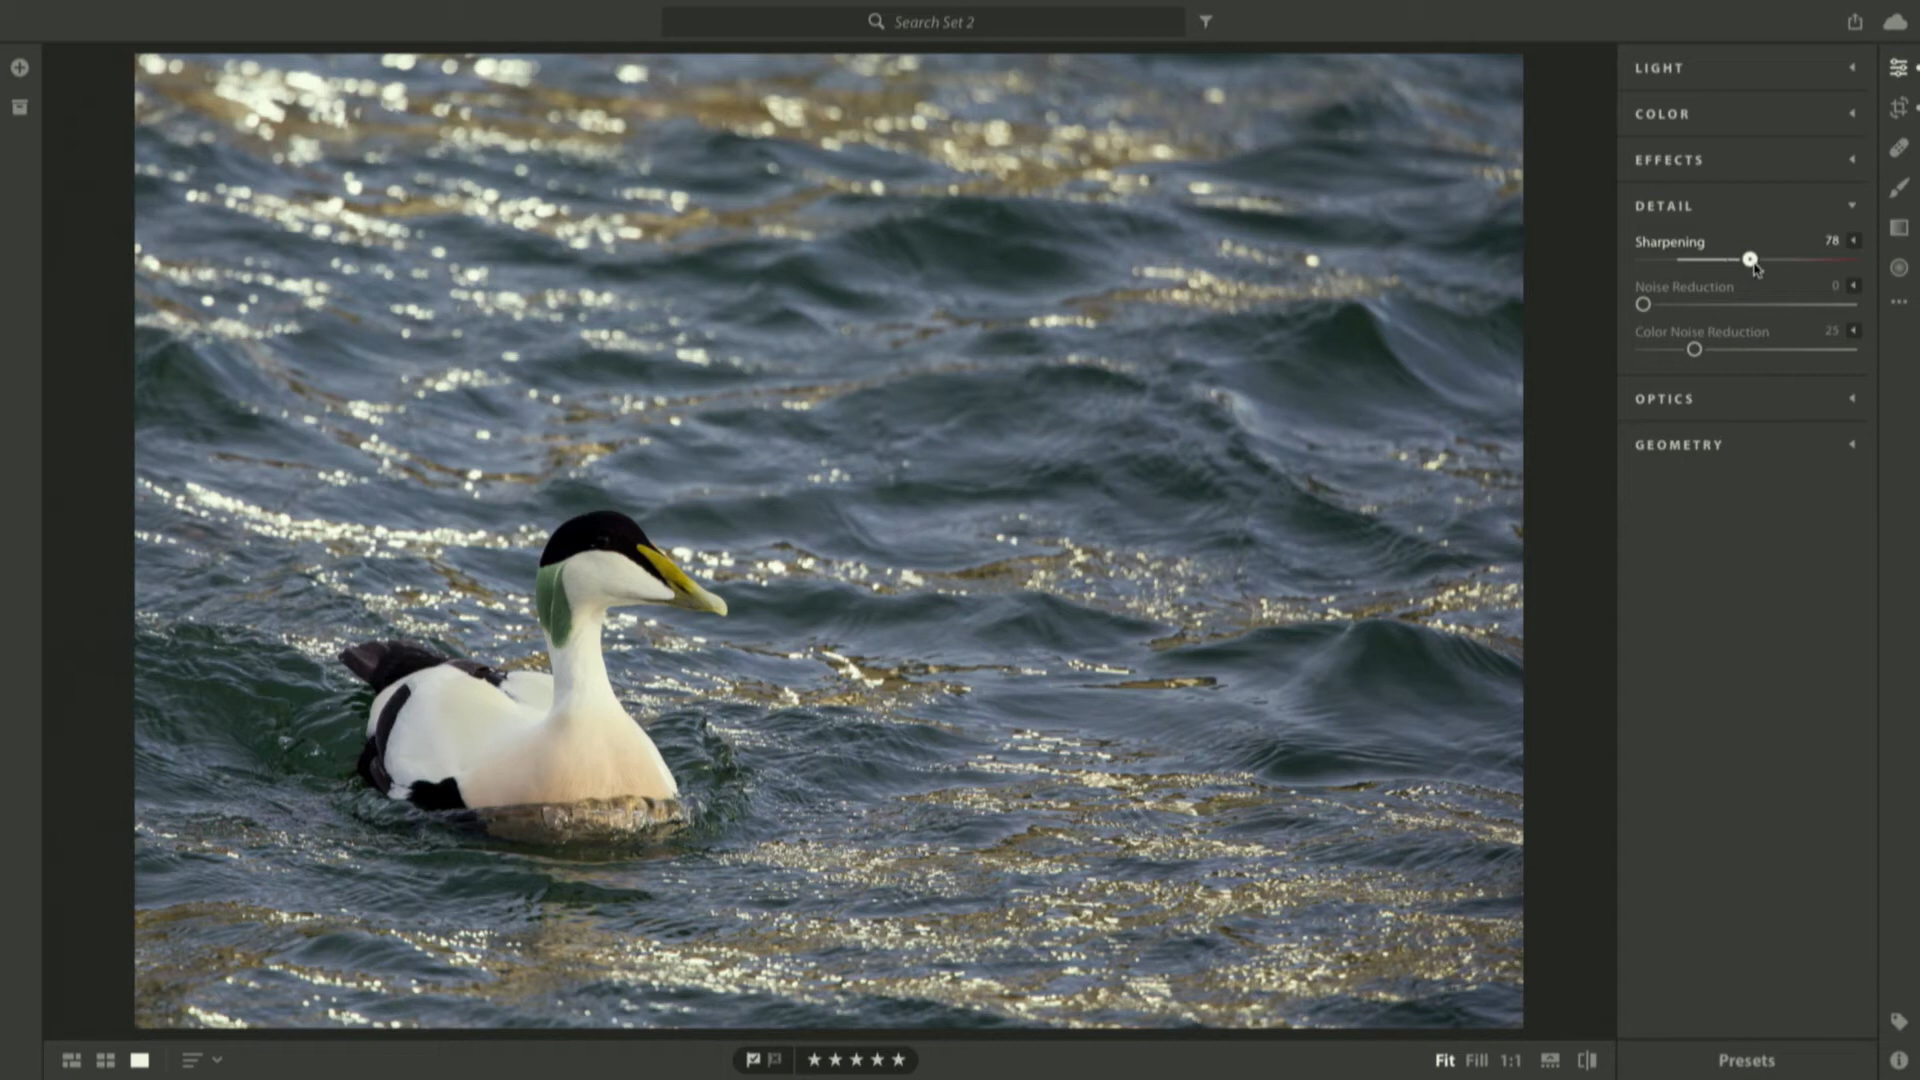 Search Set 2
LIGHT
COLOR
EFFECTS
DETAIL
Sharpening 78
Noise Reduction 0
Color Noise Reduction 25
OPTICS
GEOMETRY
Fit Fill 1:1
Presets